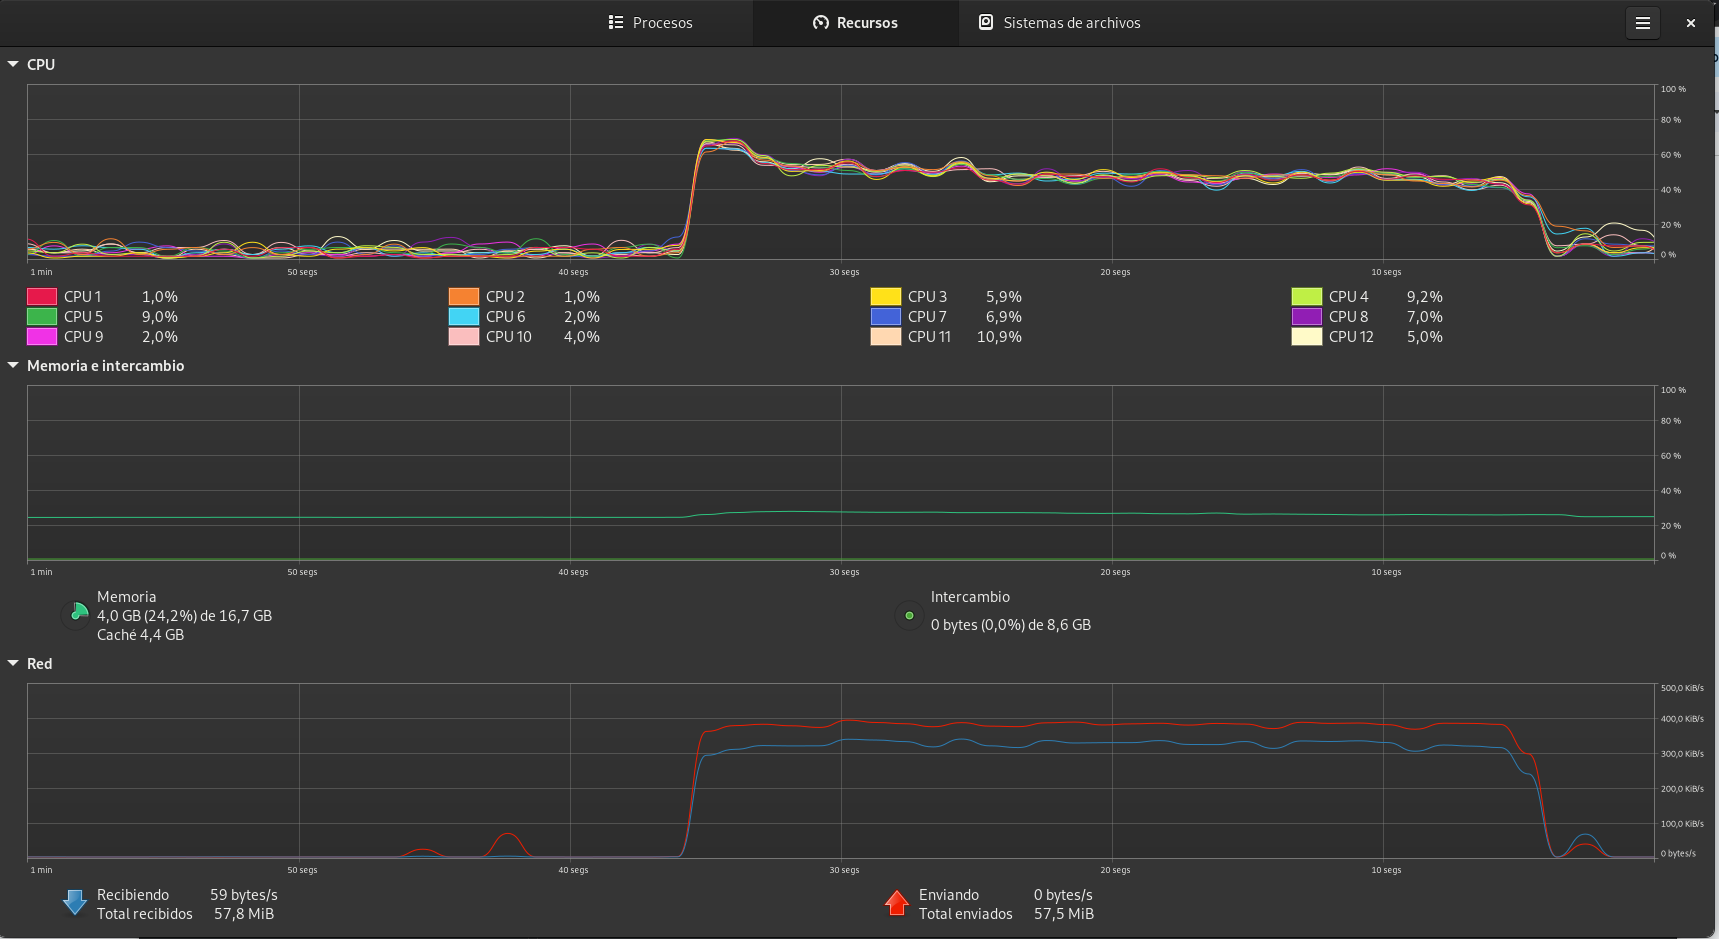 Procesos Recursos Sistemas de archivos
CPU
100 %
80 %
60 %
40 %
20 %
0 %
1 min 50 segs 40 segs 30 segs 20 segs 10 segs
CPU 1 1,0% CPU 2 1,0% CPU 3 5,9% CPU 4 9,2%
CPU 5 9,0% CPU 6 2,0% CPU 7 6,9% CPU 8 7,0%
CPU 9 2,0% CPU 10 4,0% CPU 11 10,9% CPU 12 5,0%
Memoria e intercambio
100 %
80 %
60 %
40 %
20 %
0 %
1 min 50 segs 40 segs 30 segs 20 segs 10 segs
Memoria
4,0 GB (24,2%) de 16,7 GB
Caché 4,4 GB
Intercambio
0 bytes (0,0%) de 8,6 GB
Red
500,0 KiB/s
400,0 KiB/s
300,0 KiB/s
200,0 KiB/s
100,0 KiB/s
0 bytes/s
1 min 50 segs 40 segs 30 segs 20 segs 10 segs
Recibiendo 59 bytes/s
Total recibidos 57,8 MiB
Enviando 0 bytes/s
Total enviados 57,5 MiB